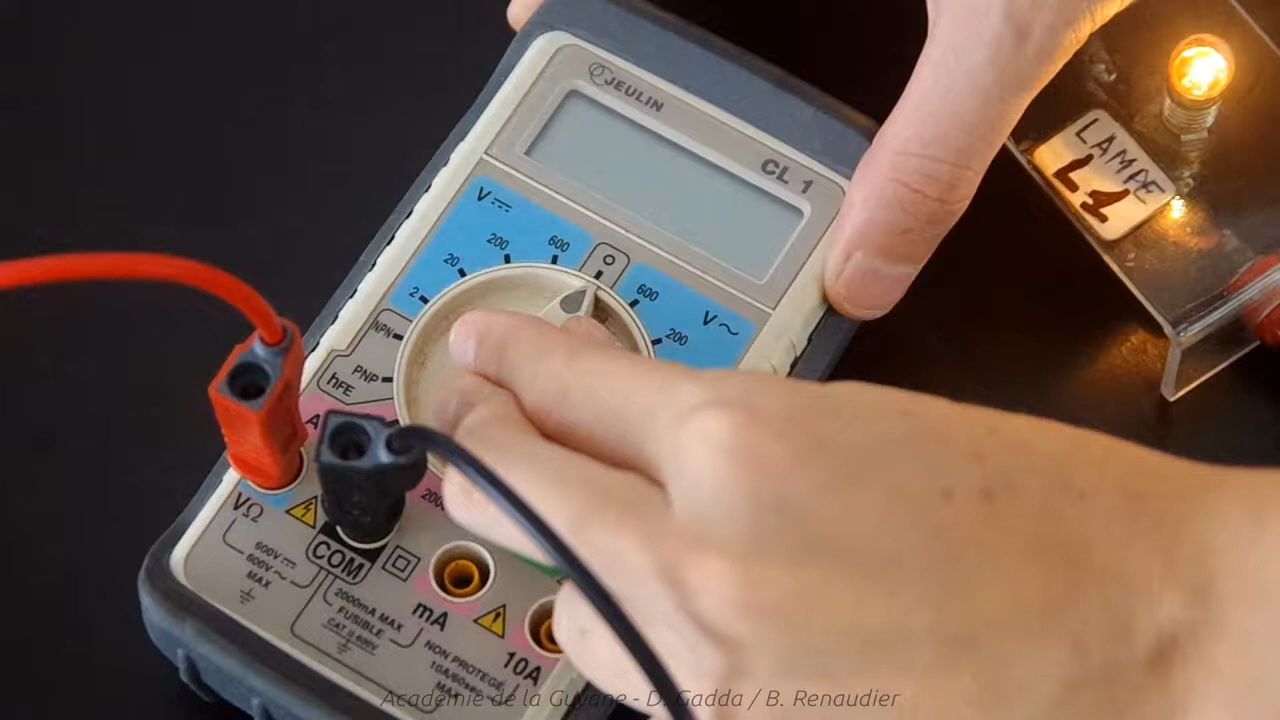 JEULIN
CL 1
V
2
20
200
600
O
600
200
V~
NPN
PNP
hFE
A
200
VΩ
COM
600V
600V~
MAX
2000mA MAX
FUSIBLE
CAT II 600V
mA
10A
NON PROTEGE
LAMPE
L1
Académie de la Guyane - D. Gadda / B. Renaudier